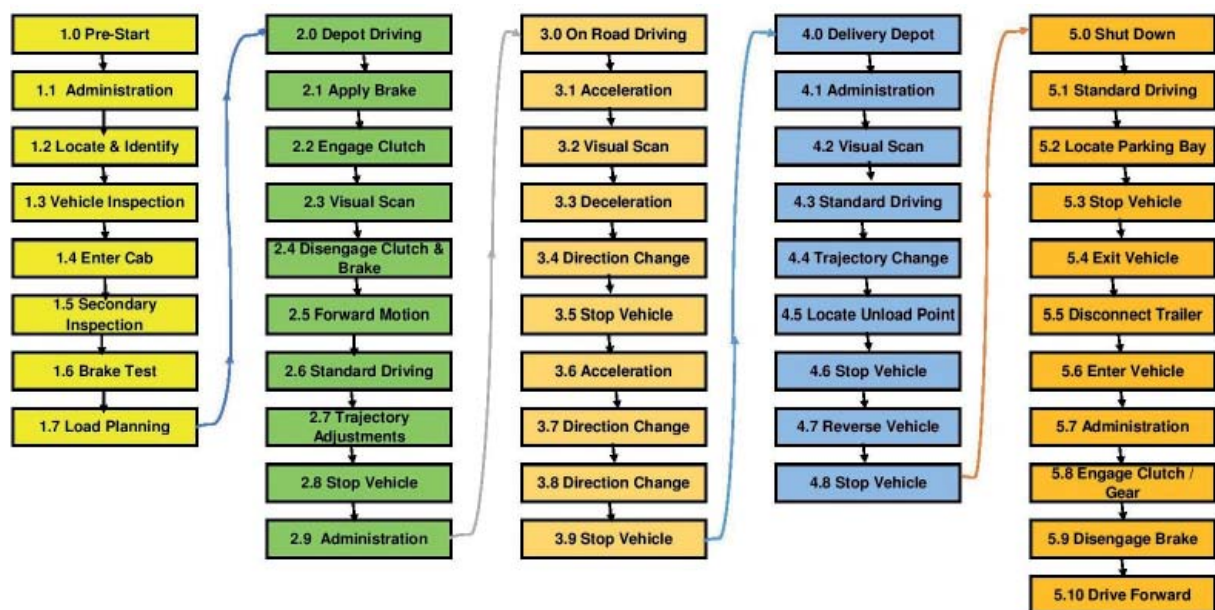 1.0 Pre-Start
1.1 Administration
1.2 Locate & Identify
1.3 Vehicle Inspection
1.4 Enter Cab
1.5 Secondary
Inspection
1.6 Brake Test
1.7 Load Planning
2.0 Depot Driving
2.1 Apply Brake
2.2 Engage Clutch
2.3 Visual Scan
2.4 Disengage Clutch &
Brake
2.5 Forward Motion
2.6 Standard Driving
2.7 Trajectory
Adjustments
2.8 Stop Vehicle
2.9 Administration
3.0 On Road Driving
3.1 Acceleration
3.2 Visual Scan
3.3 Deceleration
3.4 Direction Change
3.5 Stop Vehicle
3.6 Acceleration
3.7 Direction Change
3.8 Direction Change
3.9 Stop Vehicle
4.0 Delivery Depot
4.1 Administration
4.2 Visual Scan
4.3 Standard Driving
4.4 Trajectory Change
4.5 Locate Unload Point
4.6 Stop Vehicle
4.7 Reverse Vehicle
4.8 Stop Vehicle
5.0 Shut Down
5.1 Standard Driving
5.2 Locate Parking Bay
5.3 Stop Vehicle
5.4 Exit Vehicle
5.5 Disconnect Trailer
5.6 Enter Vehicle
5.7 Administration
5.8 Engage Clutch /
Gear
5.9 Disengage Brake
5.10 Drive Forward